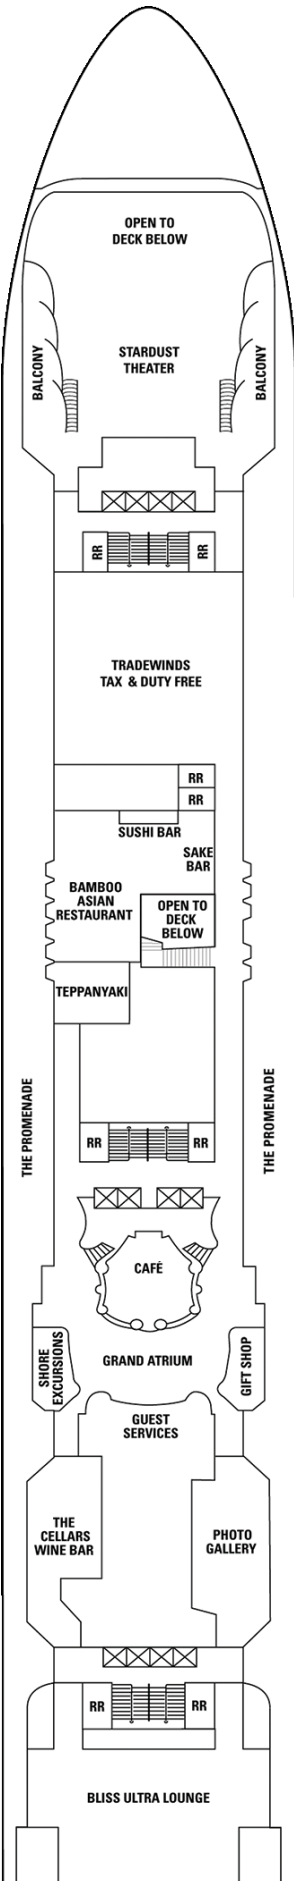 OPEN TO
DECK BELOW
BALCONY
STARDUST
THEATER
BALCONY
RR
RR
TRADEWINDS
TAX & DUTY FREE
RR
RR
SUSHI BAR
SAKE
BAR
BAMBOO
ASIAN
RESTAURANT
OPEN TO
DECK
BELOW
TEPPANYAKI
THE PROMENADE
THE PROMENADE
RR
RR
CAFÉ
GRAND ATRIUM
SHORE
EXCURSIONS
GIFT SHOP
GUEST
SERVICES
THE
CELLARS
WINE BAR
PHOTO
GALLERY
RR
RR
BLISS ULTRA LOUNGE